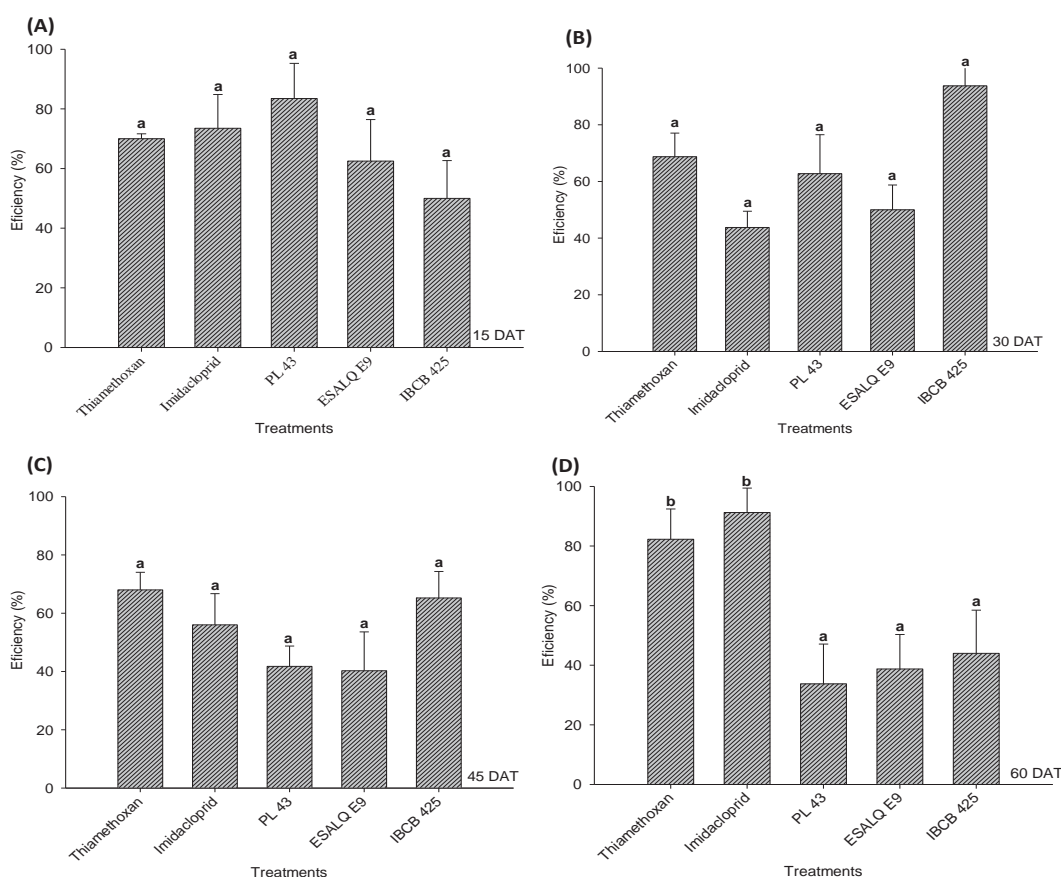 (A)
100
80
60
40
20
0
Eficiency (%)
a
a
a
a
a
15 DAT
Thiamethoxan
Imidacloprid
PL 43
ESALQ E9
IBCB 425
Treatments
(B)
100
80
60
40
20
0
Eficiency (%)
a
a
a
a
a
30 DAT
Thiamethoxan
Imidacloprid
PL 43
ESALQ E9
IBCB 425
Treatments
(C)
100
80
60
40
20
0
Eficiency (%)
a
a
a
a
a
45 DAT
Thiamethoxan
Imidacloprid
PL 43
ESALQ E9
IBCB 425
Treatments
(D)
100
80
60
40
20
0
Eficiency (%)
b
b
a
a
a
60 DAT
Thiamethoxan
Imidacloprid
PL 43
ESALQ E9
IBCB 425
Treatments